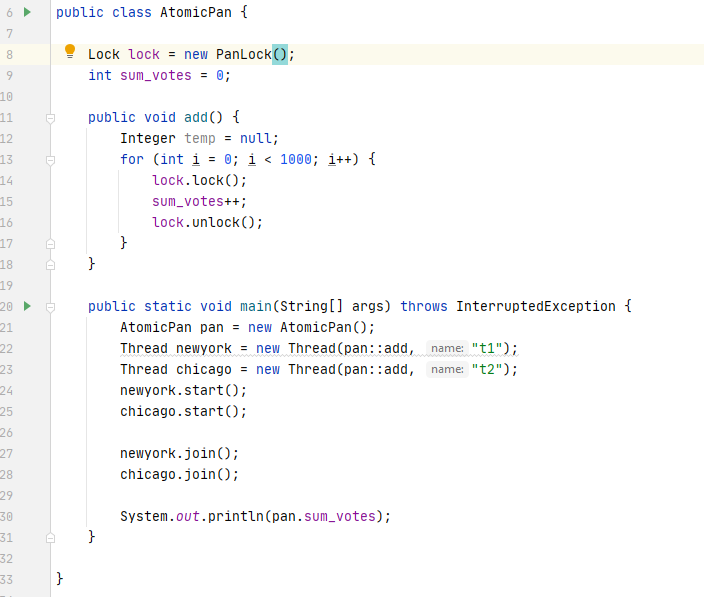 6 public class AtomicPan {
7
8 Lock lock = new PanLock();
9 int sum_votes = 0;
10
11 public void add() {
12 Integer temp = null;
13 for (int i = 0; i < 1000; i++) {
14 lock.lock();
15 sum_votes++;
16 lock.unlock();
17 }
18 }
19
20 public static void main(String[] args) throws InterruptedException {
21 AtomicPan pan = new AtomicPan();
22 Thread newyork = new Thread(pan::add, name: "t1");
23 Thread chicago = new Thread(pan::add, name: "t2");
24 newyork.start();
25 chicago.start();
26
27 newyork.join();
28 chicago.join();
29
30 System.out.println(pan.sum_votes);
31 }
32
33 }